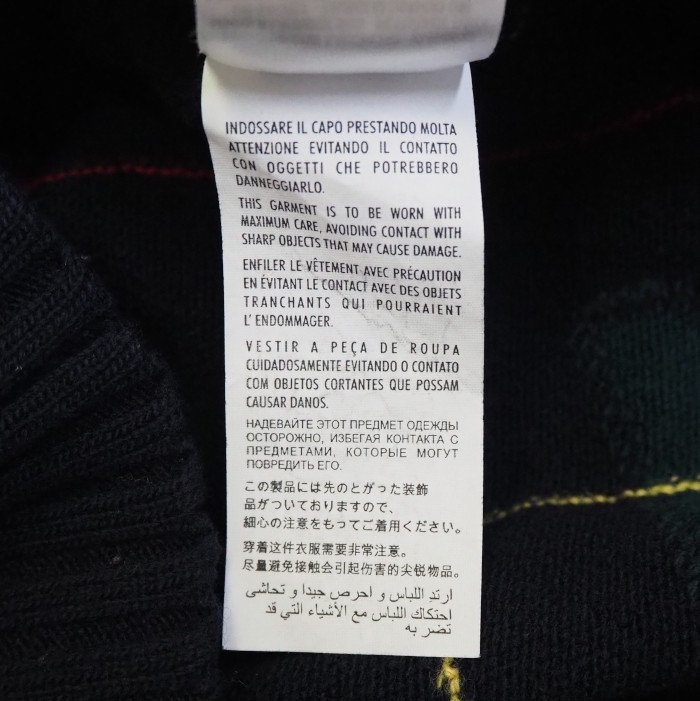 INDOSSARE IL CAPO PRESTANDO MOLTA
ATTENZIONE EVITANDO IL CONTATTO
CON OGGETTI CHE POTREBBERO
DANNEGGIARLO.
THIS GARMENT IS TO BE WORN WITH
MAXIMUM CARE, AVOIDING CONTACT WITH
SHARP OBJECTS THAT MAY CAUSE DAMAGE.
ENFILER LE VÊTEMENT AVEC PRÉCAUTION
EN ÉVITANT LE CONTACT AVEC DES OBJETS
TRANCHANTS QUI POURRAIENT
L' ENDOMMAGER.
VESTIR A PEÇA DE ROUPA
CUIDADOSAMENTE EVITANDO O CONTATO
COM OBJETOS CORTANTES QUE POSSAM
CAUSAR DANOS.
НАДЕВАЙТЕ ЭТОТ ПРЕДМЕТ ОДЕЖДЫ
ОСТОРОЖНО, ИЗБЕГАЯ КОНТАКТА С
ПРЕДМЕТАМИ, КОТОРЫЕ МОГУТ
ПОВРЕДИТЬ ЕГО.
この製品には先のとがった装飾
品がついておりますので、
細心の注意をもってご着用ください。
穿着这件衣服需要非常注意。
尽量避免接触会引起伤害的尖锐物品。
ارتدِ اللباس و احرص جيدا و تحاشى
احتكاك اللباس مع الأشياء التي قد
تضر به